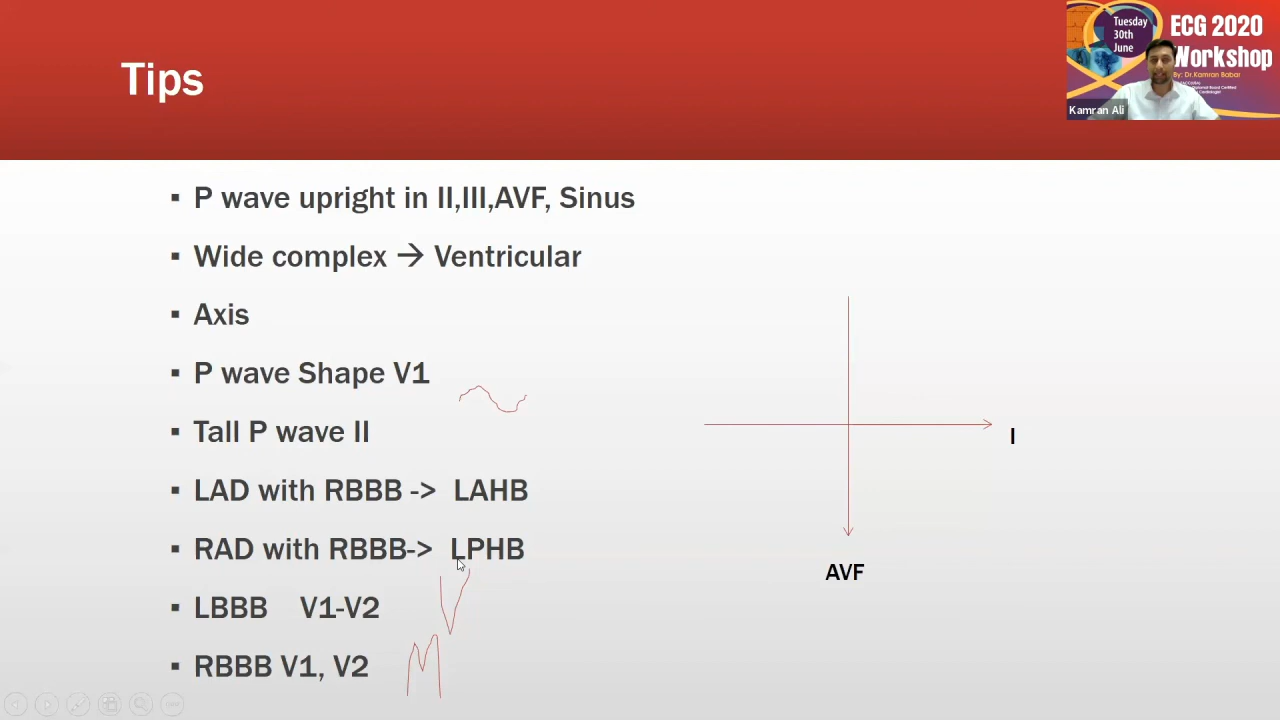 Tips
Tuesday
30th
June
ECG 2020
Workshop
By: Dr.Kamran Babar
Kamran Ali
▪ P wave upright in II,III,AVF, Sinus
▪ Wide complex → Ventricular
▪ Axis
▪ P wave Shape V1
▪ Tall P wave II
▪ LAD with RBBB -> LAHB
▪ RAD with RBBB-> LPHB
▪ LBBB V1-V2
▪ RBBB V1, V2
I
AVF